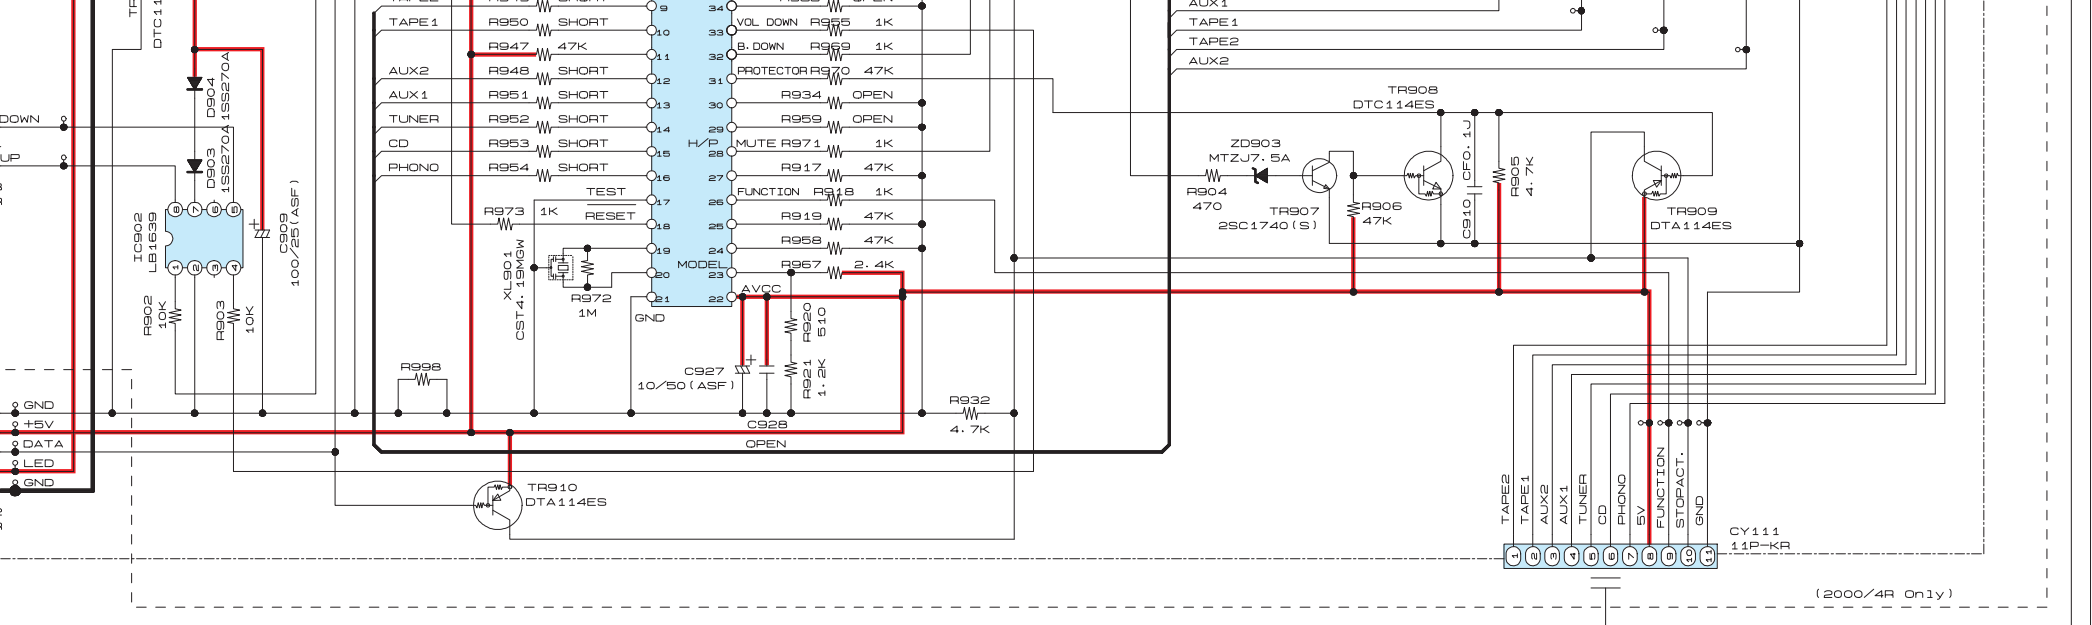 DTC11
9
34
AUX1
TAPE1 R950 SHORT 10
VOL DOWN R955 1K 33
TAPE1
R947 47K 11
B.DOWN R969 1K 32
TAPE2
AUX2 R948 SHORT 12
PROTECTOR R970 47K 31
AUX2
AUX1 R951 SHORT 13
R934 OPEN 30
TR908
DTC114ES
DOWN
D904
1SS270A
TUNER R952 SHORT 14
R959 OPEN 29
CD R953 SHORT 15
H/P
MUTE R971 1K 28
ZD903
MTZJ7.5A
UP
D903
1SS270A
PHONO R954 SHORT 16
R917 47K 27
R904
470
C910 CF0.1J
R905
4.7K
TEST 17
FUNCTION R918 1K 26
TR907
2SC1740(S)
R906
47K
TR909
DTA114ES
R973 1K
RESET 18
R919 47K 25
IC902
LB1639
8 7 6 5
C909
100/25(ASF)
+
19
R958 47K 24
XL901
CST4.19MGW
20
MODEL
R967 2.4K 23
1 2 3 4
R972
1M
21
AVCC 22
GND
R902
10K
R903
10K
R920
510
R998
C927
10/50(ASF)
+
R921
1.2K
GND
R932
4.7K
+5V
C928
OPEN
DATA
LED
GND
TR910
DTA114ES
TAPE2
TAPE1
AUX2
AUX1
TUNER
CD
PHONO
5V
FUNCTION
STOPACT.
GND
CY111
11P-KR
1 2 3 4 5 6 7 8 9 10 11
(2000/4R Only)